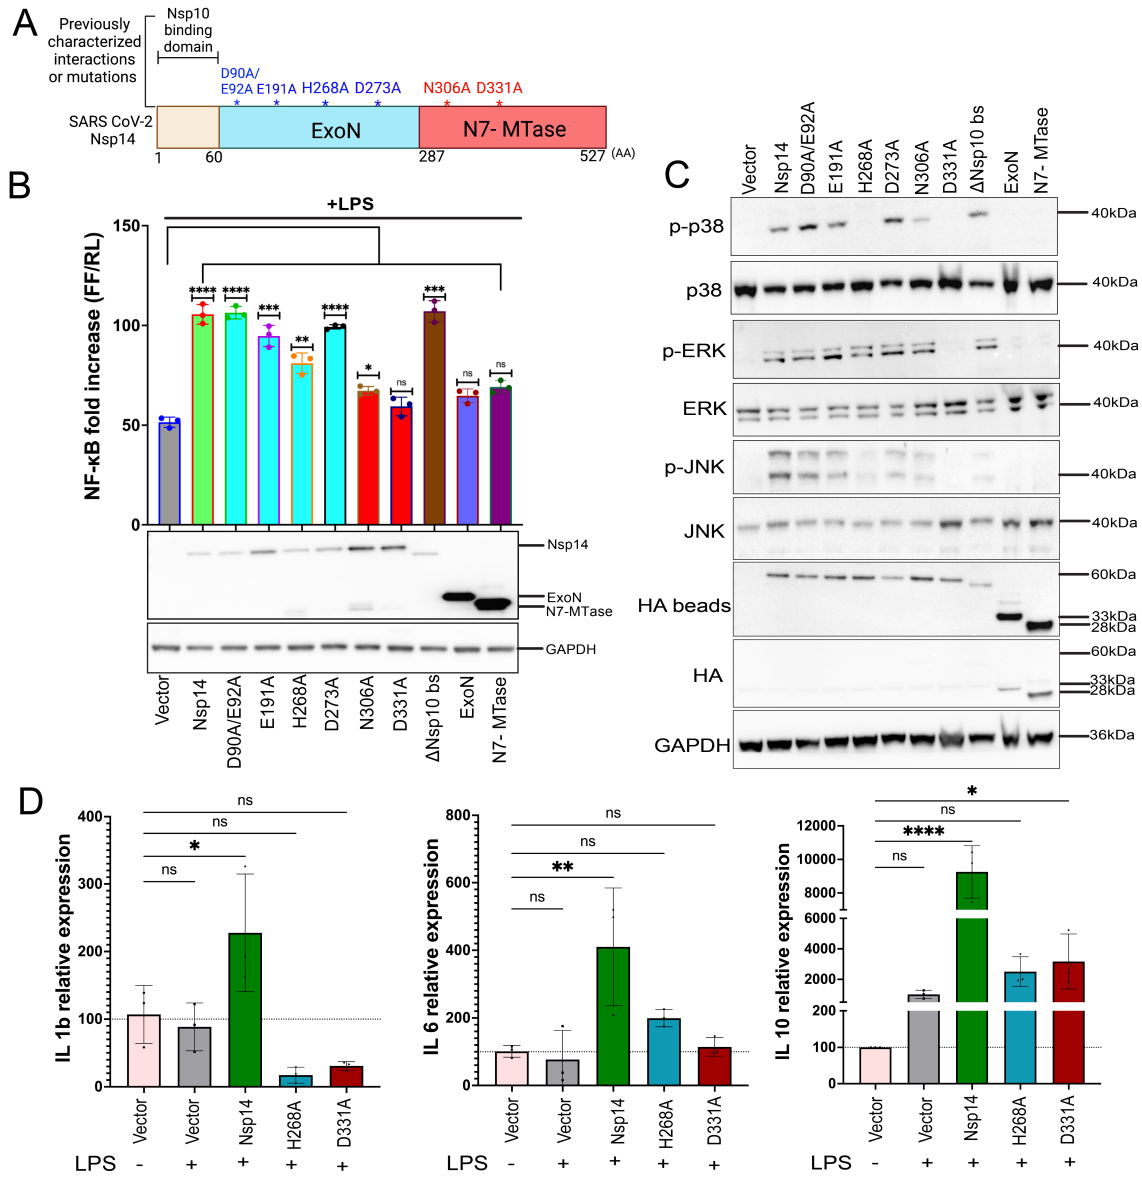 A
Previously
characterized
interactions
or mutations
Nsp10
binding
domain
D90A/
E92A E191A H268A D273A
N306A D331A
* * * * * *
SARS CoV-2
Nsp14
ExoN
N7- MTase
1 60 287 527 (AA)
B
+LPS
NF-κB fold increase (FF/RL)
150
100
50
0
**** **** *** ** **** * ns *** ns ns
Nsp14
ExoN
N7-MTase
GAPDH
Vector
Nsp14
D90A/E92A
E191A
H268A
D273A
N306A
D331A
ΔNsp10 bs
ExoN
N7- MTase
C
Vector
Nsp14
D90A/E92A
E191A
H268A
D273A
N306A
D331A
ΔNsp10 bs
ExoN
N7- MTase
p-p38 40kDa
p38 40kDa
p-ERK 40kDa
ERK 40kDa
p-JNK 40kDa
JNK 40kDa
HA beads 60kDa
33kDa
28kDa
HA 60kDa
33kDa
28kDa
GAPDH 36kDa
D
IL 1b relative expression
400
300
200
100
0
ns
ns
*
ns
Vector
Vector
Nsp14
H268A
D331A
LPS - + + + +
IL 6 relative expression
800
600
400
200
100
0
ns
ns
**
ns
Vector
Vector
Nsp14
H268A
D331A
LPS - + + + +
IL 10 relative expression
12000
10000
8000
6000
4000
2000
200
100
0
*
ns
****
ns
Vector
Vector
Nsp14
H268A
D331A
LPS - + + + +